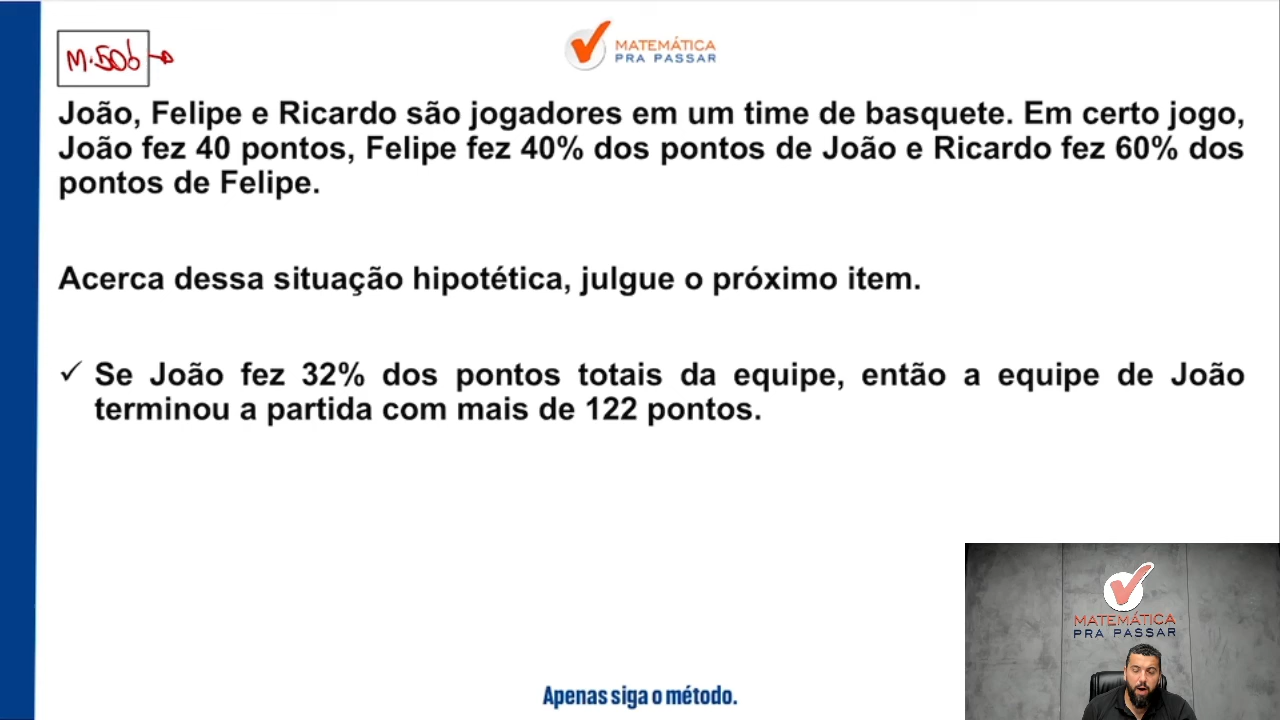 M.50b
MATEMÁTICA
PRA PASSAR
João, Felipe e Ricardo são jogadores em um time de basquete. Em certo jogo,
João fez 40 pontos, Felipe fez 40% dos pontos de João e Ricardo fez 60% dos
pontos de Felipe.
Acerca dessa situação hipotética, julgue o próximo item.
✓ Se João fez 32% dos pontos totais da equipe, então a equipe de João
terminou a partida com mais de 122 pontos.
MATEMÁTICA
PRA PASSAR
Apenas siga o método.